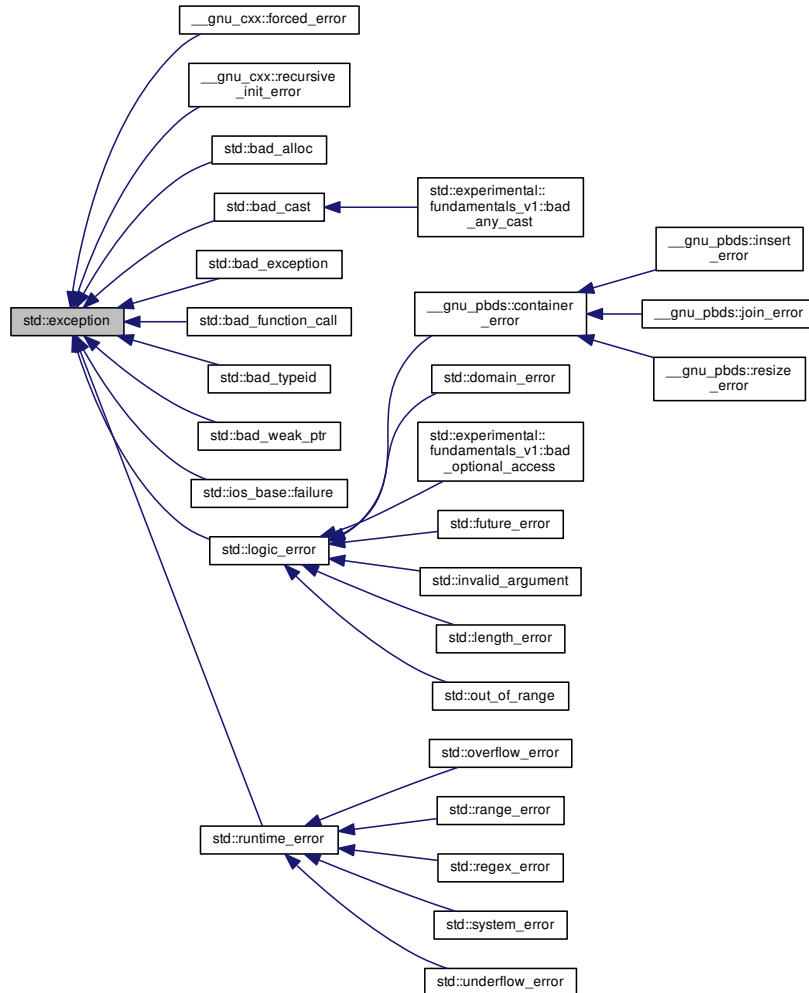 __gnu_cxx::forced_error
__gnu_cxx::recursive
_init_error
std::bad_alloc
std::bad_cast
std::experimental::
fundamentals_v1::bad
_any_cast
std::bad_exception
std::exception
std::bad_function_call
std::bad_typeid
std::bad_weak_ptr
std::ios_base::failure
std::logic_error
__gnu_pbds::container
_error
__gnu_pbds::insert
_error
__gnu_pbds::join_error
__gnu_pbds::resize
_error
std::domain_error
std::experimental::
fundamentals_v1::bad
_optional_access
std::future_error
std::invalid_argument
std::length_error
std::out_of_range
std::runtime_error
std::overflow_error
std::range_error
std::regex_error
std::system_error
std::underflow_error